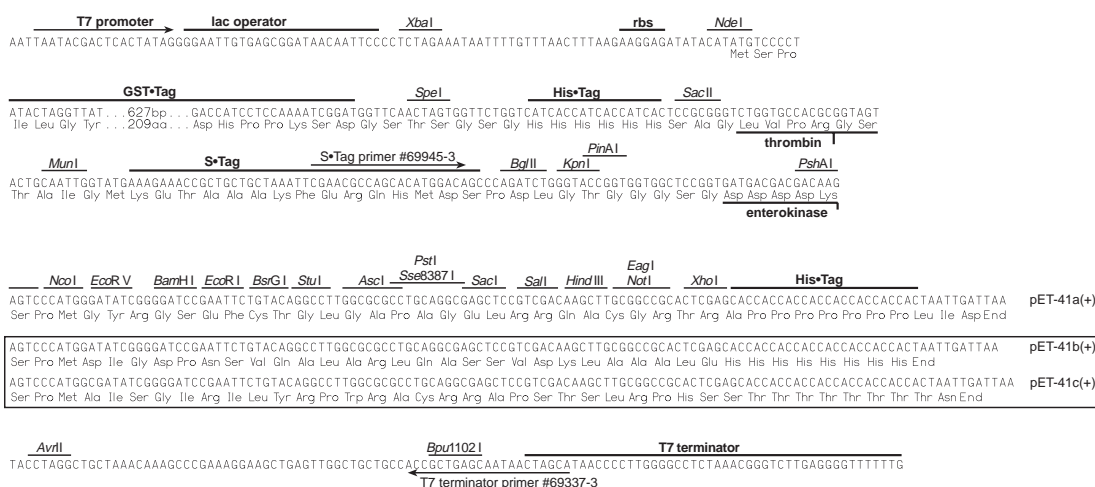 T7 promoter lac operator XbaI rbs NdeI
AATTAATACGACTCACTATAGGGGAATTGTGAGCGGATAACAATTCCCCTCTAGAAATAATTTTGTTTAACTTTAAGAAGGAGATATACATATGTCCCCT
Met Ser Pro
GST•Tag SpeI His•Tag SacII
ATACTAGGTTAT...627bp...GACCATCCTCCAAAATCGGATGGTTCAACTAGTGGTTCTGGTCATCACCATCACCATCACTCCGCGGGTCTGGTGCCACGCGGTAGT
Ile Leu Gly Tyr ...209aa...Asp His Pro Pro Lys Ser Asp Gly Ser Thr Ser Gly Ser Gly His His His His His His Ser Ala Gly Leu Val Pro Arg Gly Ser
thrombin
MunI S•Tag S•Tag primer #69945-3 BglII KpnI PinAI PshAI
ACTGCAATTGGTATGAAAGAAACCGCTGCTGCTAAATTCGAACGCCAGCACATGGACAGCCCAGATCTGGGTACCGGTGGTGGCTCCGGTGATGACGACGACAAG
Thr Ala Ile Gly Met Lys Glu Thr Ala Ala Ala Lys Phe Glu Arg Gln His Met Asp Ser Pro Asp Leu Gly Thr Gly Gly Gly Ser Gly Asp Asp Asp Asp Lys
enterokinase
NcoI EcoRV BamHI EcoRI BsrGI StuI AscI PstI Sse8387I SacI SalI HindIII EagI NotI XhoI His•Tag
AGTCCCATGGGATATCGGGGATCCGAATTCTGTACAGGCCTTGGCGCGCCTGCAGGCGAGCTCCGTCGACAAGCTTGCGGCCGCACTCGAGCACCACCACCACCACCACCACCACTAATTGATTAA pET-41a(+)
Ser Pro Met Gly Tyr Arg Gly Ser Glu Phe Cys Thr Gly Leu Gly Ala Pro Ala Gly Glu Leu Arg Arg Gln Ala Cys Gly Arg Thr Arg Ala Pro Pro Pro Pro Pro Pro Pro Pro Leu Ile Asp End
AGTCCCATGGATATCGGGGATCCGAATTCTGTACAGGCCTTGGCGCGCCTGCAGGCGAGCTCCGTCGACAAGCTTGCGGCCGCACTCGAGCACCACCACCACCACCACCACCACTAATTGATTAA pET-41b(+)
Ser Pro Met Asp Ile Gly Asp Pro Asn Ser Val Gln Ala Leu Ala Arg Leu Gln Ala Ser Ser Val Asp Lys Leu Ala Ala Ala Leu Glu His His His His His His His His End
AGTCCCATGGCGATATCGGGGATCCGAATTCTGTACAGGCCTTGGCGCGCCTGCAGGCGAGCTCCGTCGACAAGCTTGCGGCCGCACTCGAGCACCACCACCACCACCACCACCACTAATTGATTAA pET-41c(+)
Ser Pro Met Ala Ile Ser Gly Ile Arg Ile Leu Tyr Arg Pro Trp Arg Ala Cys Arg Arg Ala Pro Ser Thr Ser Leu Arg Pro His Ser Ser Thr Thr Thr Thr Thr Thr Thr Thr Asn End
AvrII Bpu1102I T7 terminator
TACCTAGGCTGCTAAACAAAGCCCGAAAGGAAGCTGAGTTGGCTGCTGCCACCGCTGAGCAATAACTAGCATAACCCCTTGGGGCCTCTAAACGGGTCTTGAGGGGTTTTTTG
T7 terminator primer #69337-3